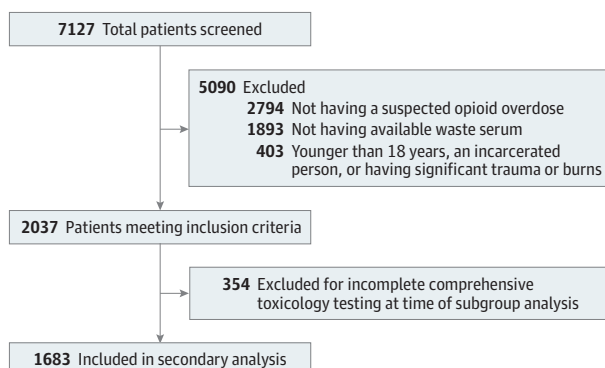 7127 Total patients screened
5090 Excluded
2794 Not having a suspected opioid overdose
1893 Not having available waste serum
403 Younger than 18 years, an incarcerated
person, or having significant trauma or burns
2037 Patients meeting inclusion criteria
354 Excluded for incomplete comprehensive
toxicology testing at time of subgroup analysis
1683 Included in secondary analysis